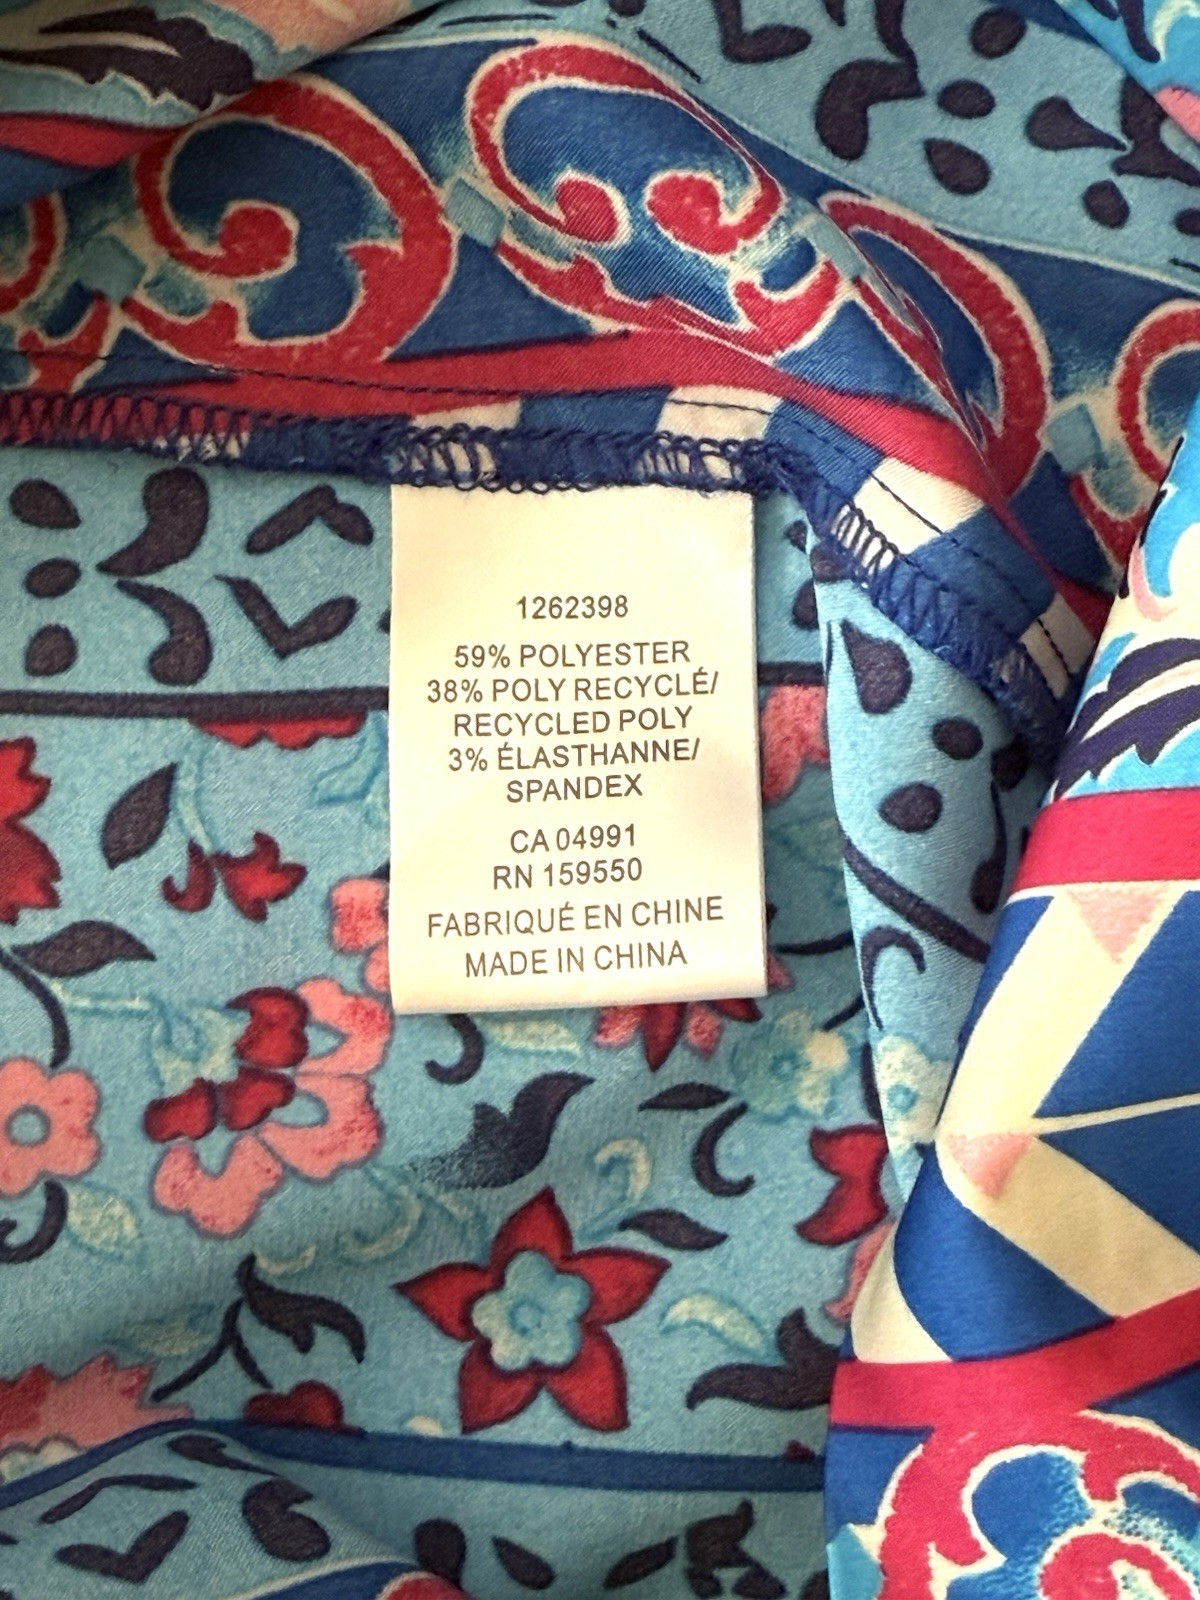 1262398
59% POLYESTER
38% POLY RECYCLÉ/
RECYCLED POLY
3% ÉLASTHANNE/
SPANDEX
CA 04991
RN 159550
FABRIQUÉ EN CHINE
MADE IN CHINA